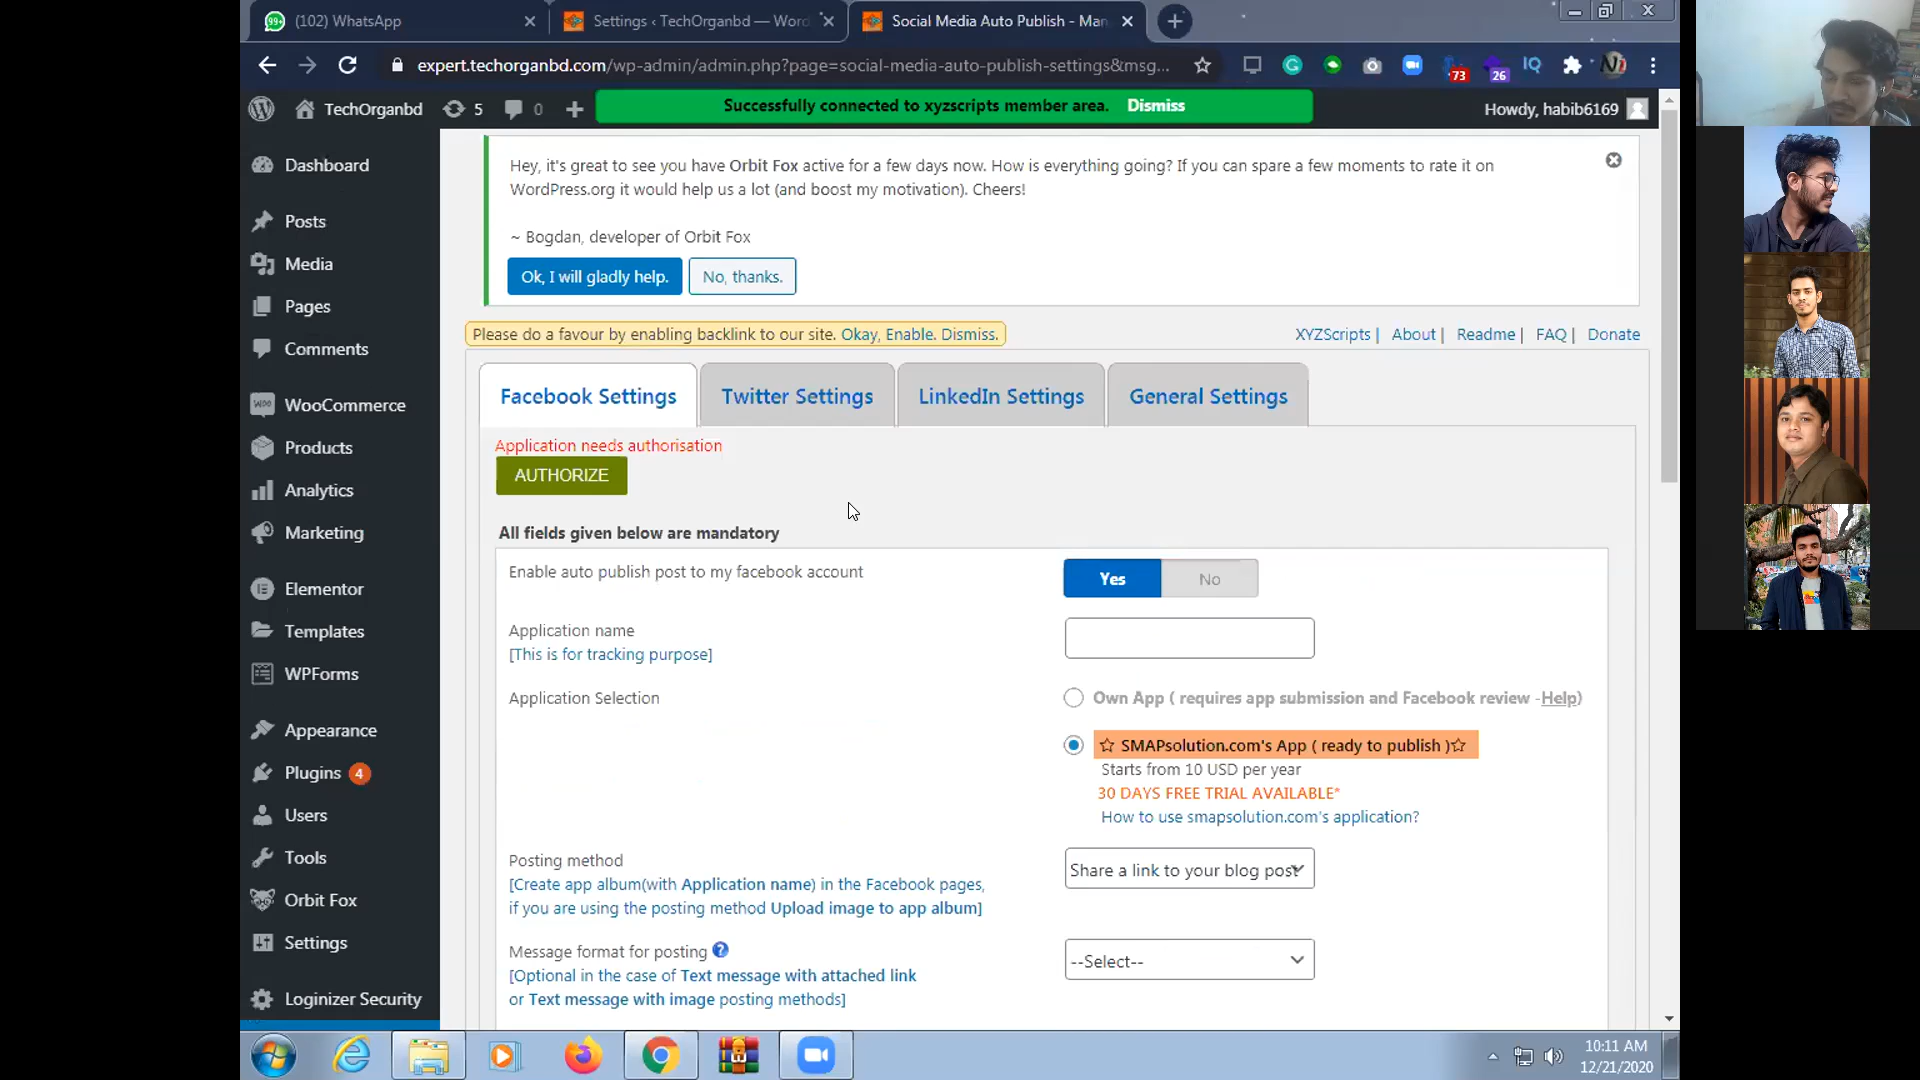 (102) WhatsApp
Settings ‹ TechOrganbd — Word
Social Media Auto Publish - Man
expert.techorganbd.com/wp-admin/admin.php?page=social-media-auto-publish-settings&msg...
73
26
IQ
TechOrganbd
5
0
Successfully connected to xyzscripts member area. Dismiss
Howdy, habib6169
Dashboard
Posts
Media
Pages
Comments
WooCommerce
Products
Analytics
Marketing
Elementor
Templates
WPForms
Appearance
Plugins 4
Users
Tools
Orbit Fox
Settings
Loginizer Security
Hey, it's great to see you have Orbit Fox active for a few days now. How is everything going? If you can spare a few moments to rate it on
WordPress.org it would help us a lot (and boost my motivation). Cheers!
~ Bogdan, developer of Orbit Fox
Ok, I will gladly help.
No, thanks.
Please do a favour by enabling backlink to our site. Okay, Enable. Dismiss.
XYZScripts | About | Readme | FAQ | Donate
Facebook Settings
Twitter Settings
LinkedIn Settings
General Settings
Application needs authorisation
AUTHORIZE
All fields given below are mandatory
Enable auto publish post to my facebook account
Yes
No
Application name
[This is for tracking purpose]
Application Selection
Own App ( requires app submission and Facebook review -Help)
☆ SMAPsolution.com's App ( ready to publish )☆
Starts from 10 USD per year
30 DAYS FREE TRIAL AVAILABLE*
How to use smapsolution.com's application?
Posting method
[Create app album(with Application name) in the Facebook pages,
if you are using the posting method Upload image to app album]
Share a link to your blog post
Message format for posting
[Optional in the case of Text message with attached link
or Text message with image posting methods]
--Select--
10:11 AM
12/21/2020